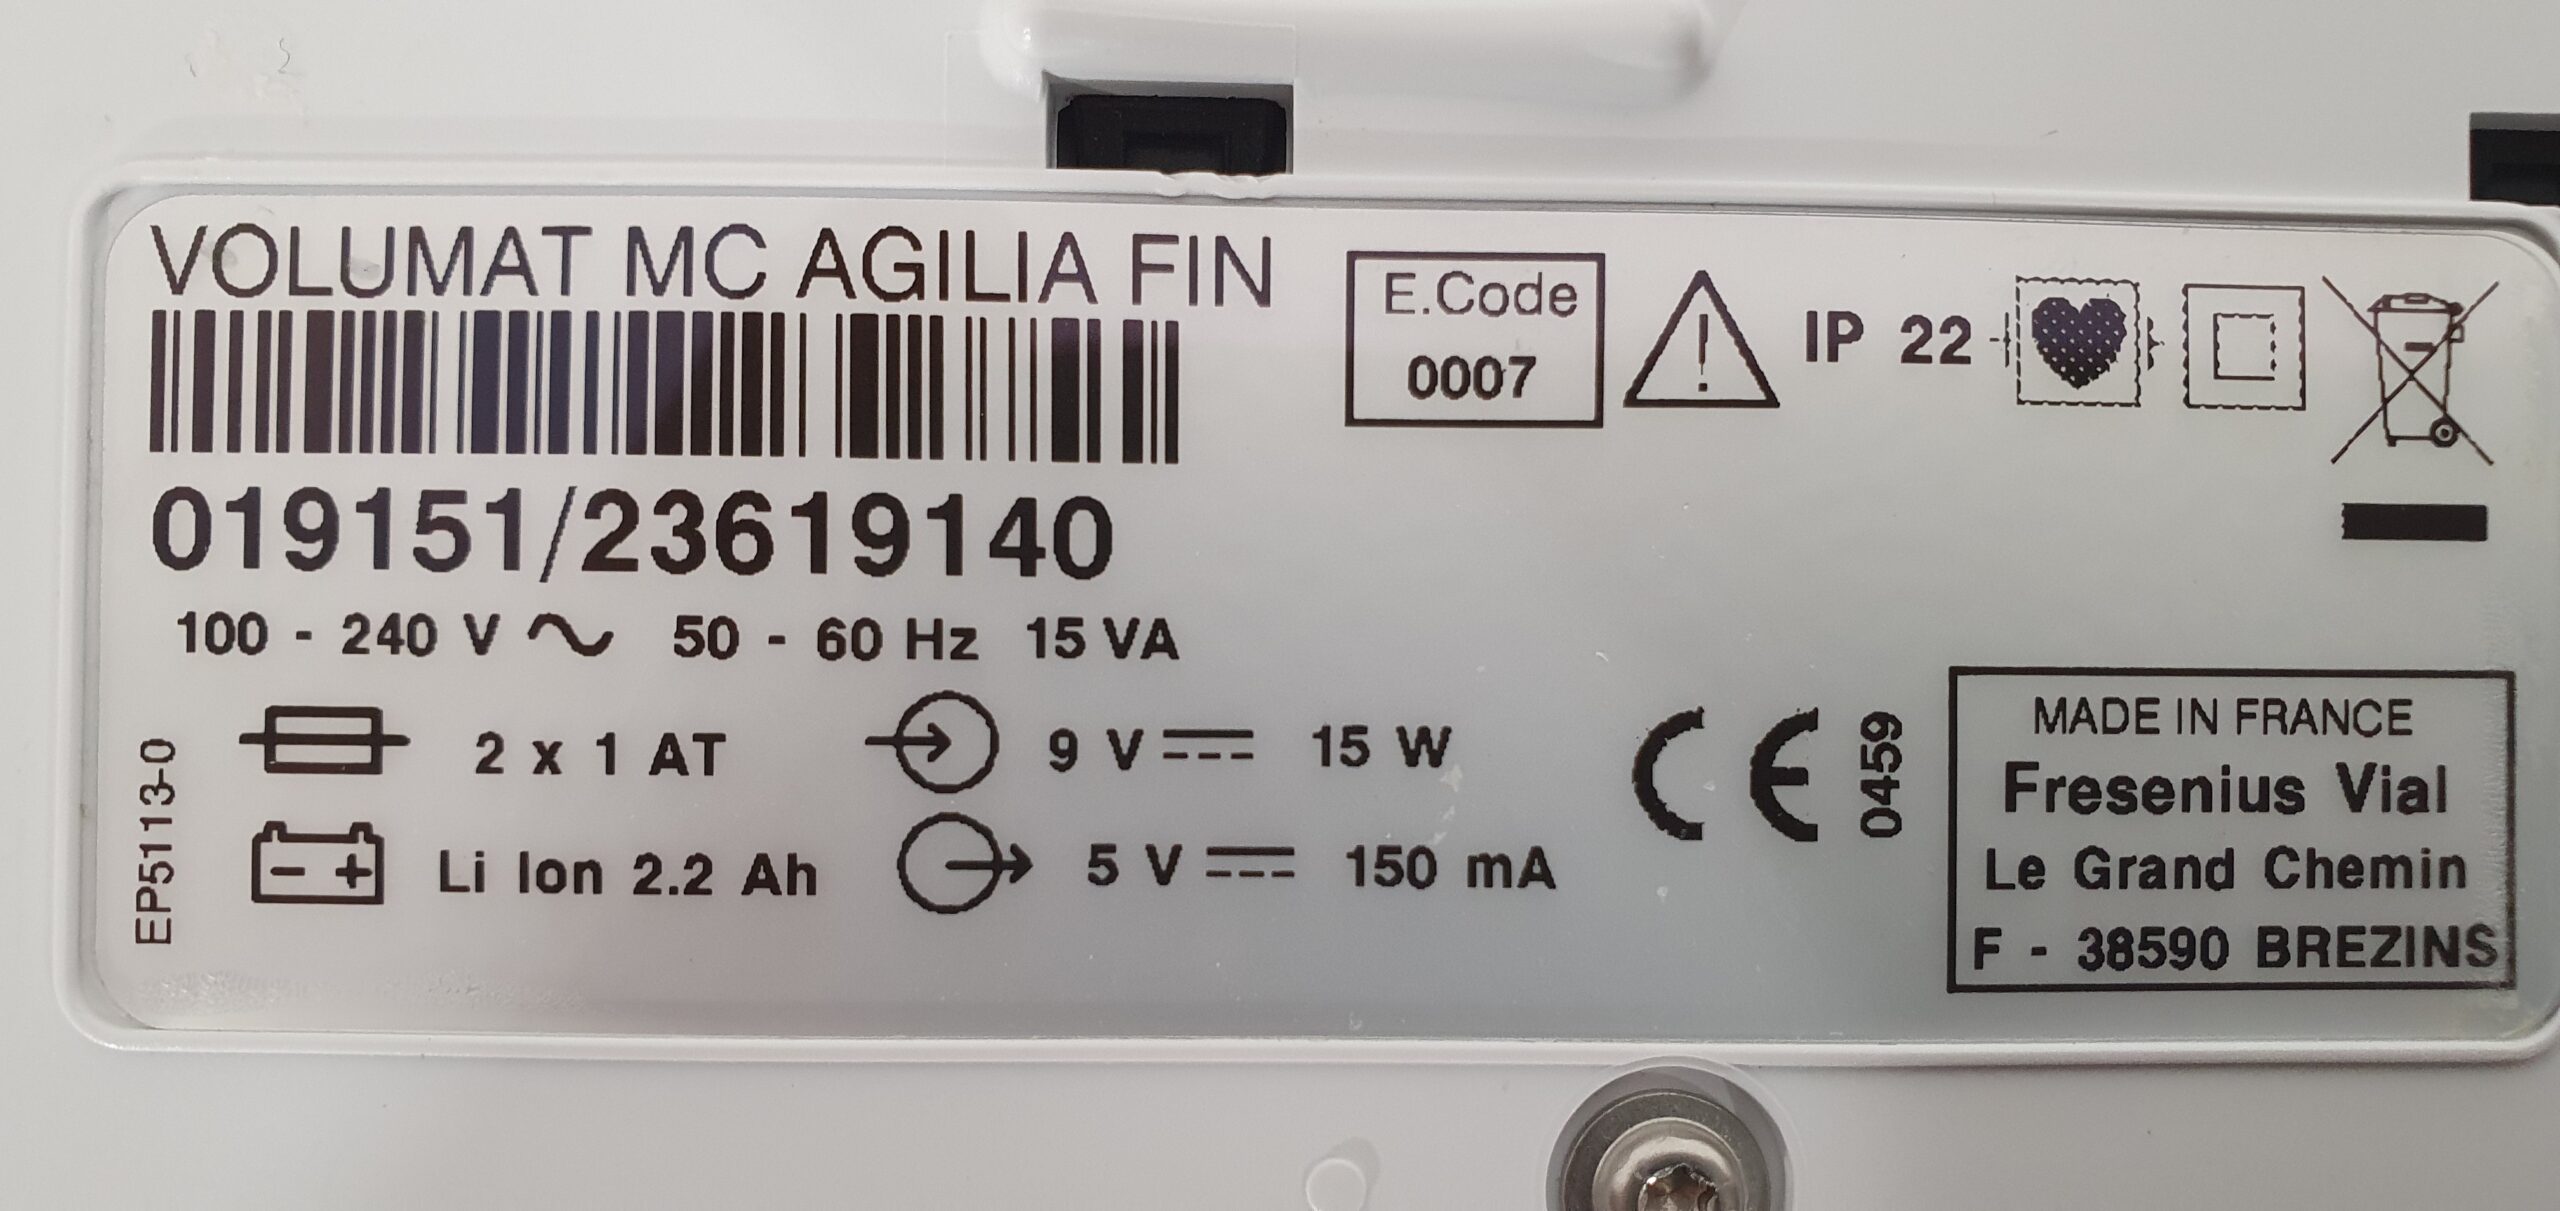 VOLUMAT MC AGILIA FIN
019151/23619140
100 - 240 V 50 - 60 Hz 15 VA
2 x 1 AT
9 V 15 W
Li Ion 2.2 Ah
5 V 150 mA
EP5113-0
E.Code
0007
IP 22
CE 0459
MADE IN FRANCE
Fresenius Vial
Le Grand Chemin
F - 38590 BREZINS